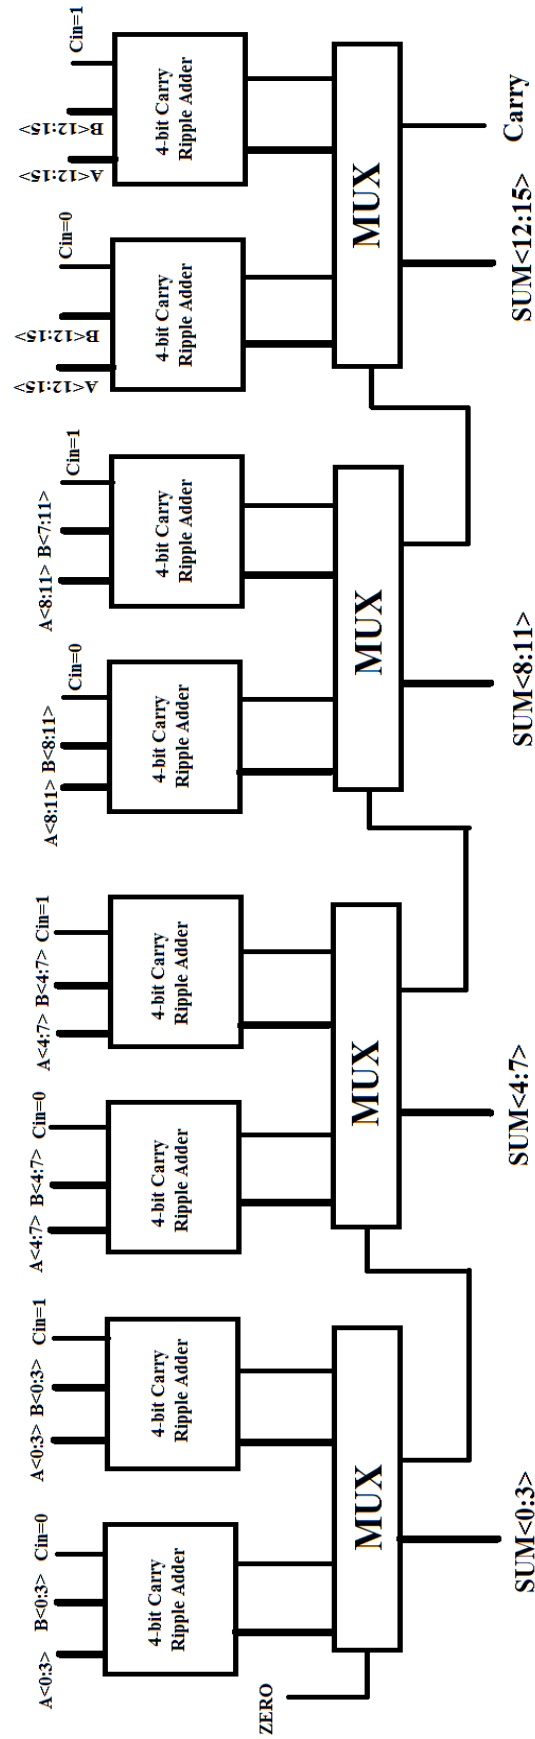 A<0:3> B<0:3> Cin=0
A<0:3> B<0:3> Cin=1
A<4:7> B<4:7> Cin=0
A<4:7> B<4:7> Cin=1
A<8:11> B<8:11> Cin=0
A<8:11> B<7:11> Cin=1
A<12:15>
B<12:15>
Cin=0
A<12:15>
B<12:15>
Cin=1
4-bit Carry
Ripple Adder
4-bit Carry
Ripple Adder
4-bit Carry
Ripple Adder
4-bit Carry
Ripple Adder
4-bit Carry
Ripple Adder
4-bit Carry
Ripple Adder
4-bit Carry
Ripple Adder
4-bit Carry
Ripple Adder
ZERO
MUX
MUX
MUX
MUX
SUM<0:3>
SUM<4:7>
SUM<8:11>
SUM<12:15>
Carry